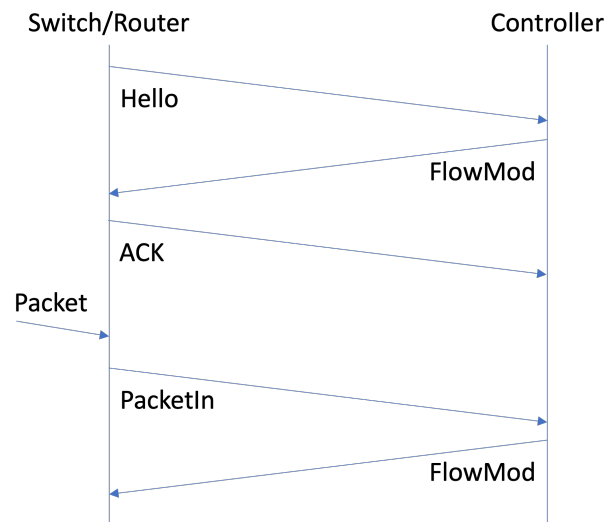 Switch/Router
Controller
Hello
FlowMod
ACK
Packet
PacketIn
FlowMod